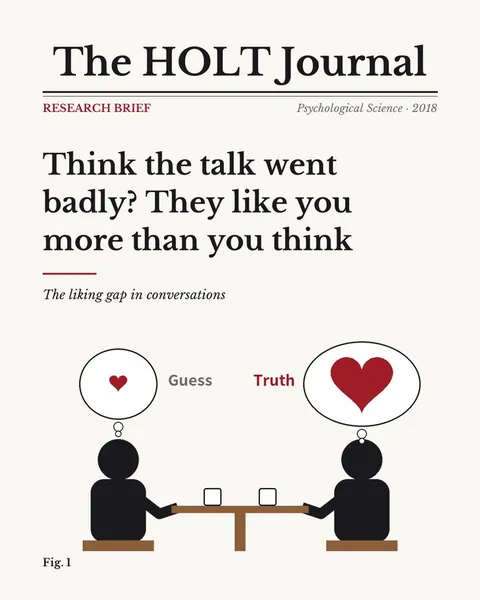 The HOLT Journal
RESEARCH BRIEF
Psychological Science · 2018
Think the talk went
badly? They like you
more than you think
The liking gap in conversations
Guess
Truth
Fig. 1